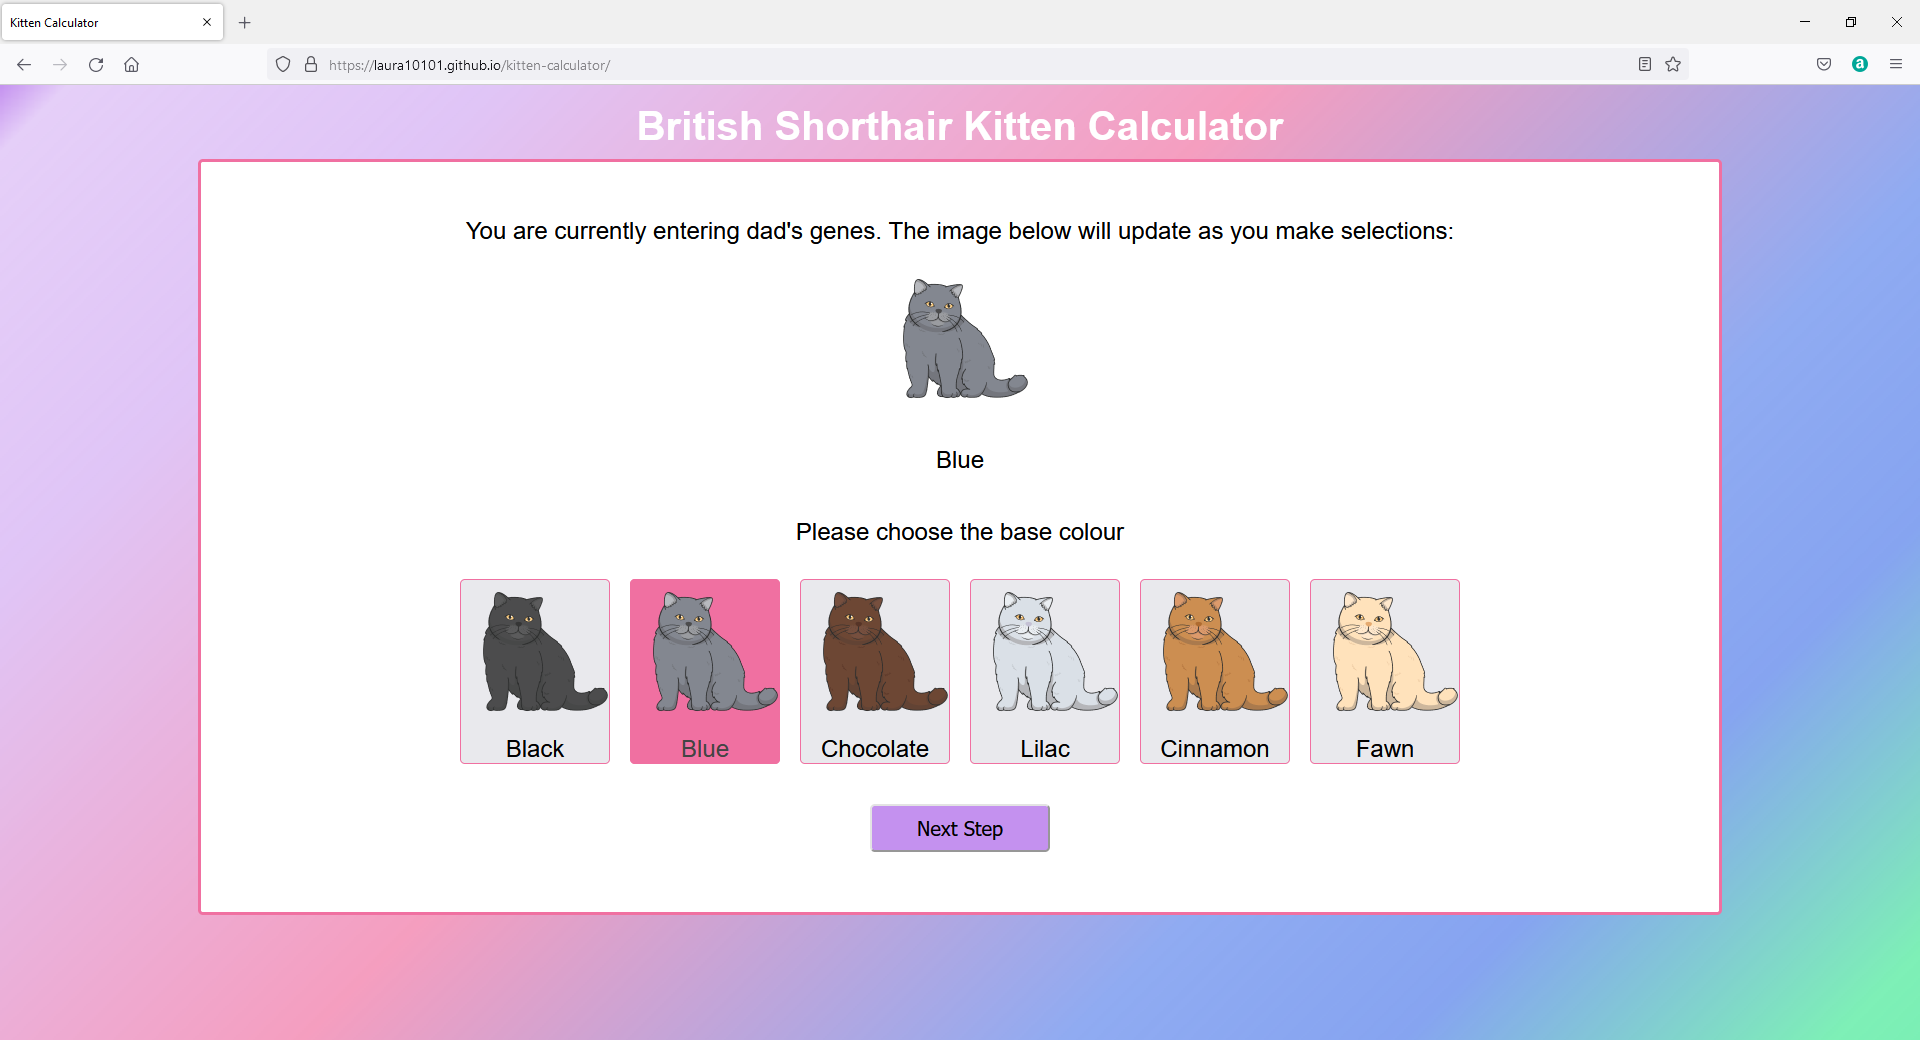 Kitten Calculator
https://laura10101.github.io/kitten-calculator/
a
British Shorthair Kitten Calculator
You are currently entering dad's genes. The image below will update as you make selections:
Blue
Please choose the base colour
Black
Blue
Chocolate
Lilac
Cinnamon
Fawn
Next Step